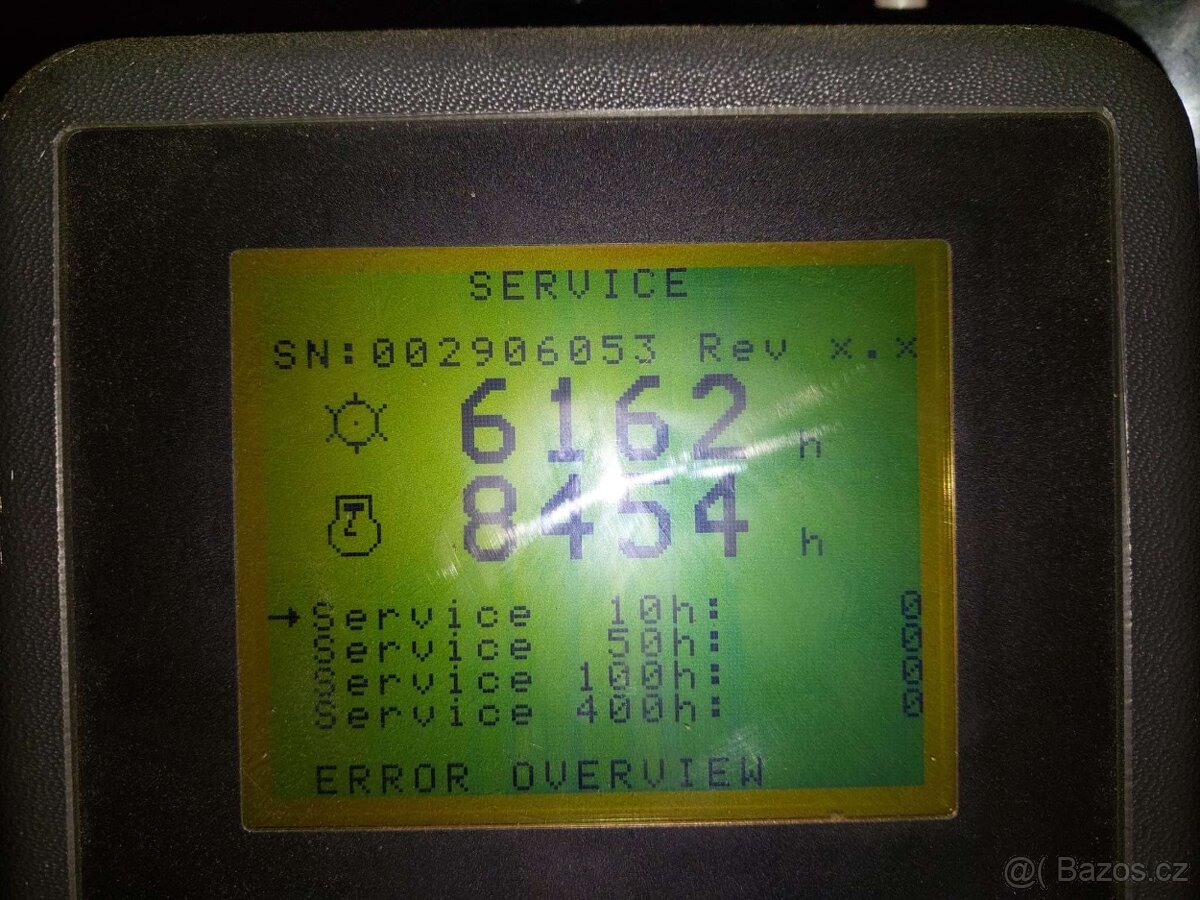 SERVICE
SN:002906053 Rev x.x
6162 h
8454 h
→Service 10h: 0
Service 50h: 0
Service 100h: 0
Service 400h: 0
ERROR OVERVIEW
@( Bazos.cz